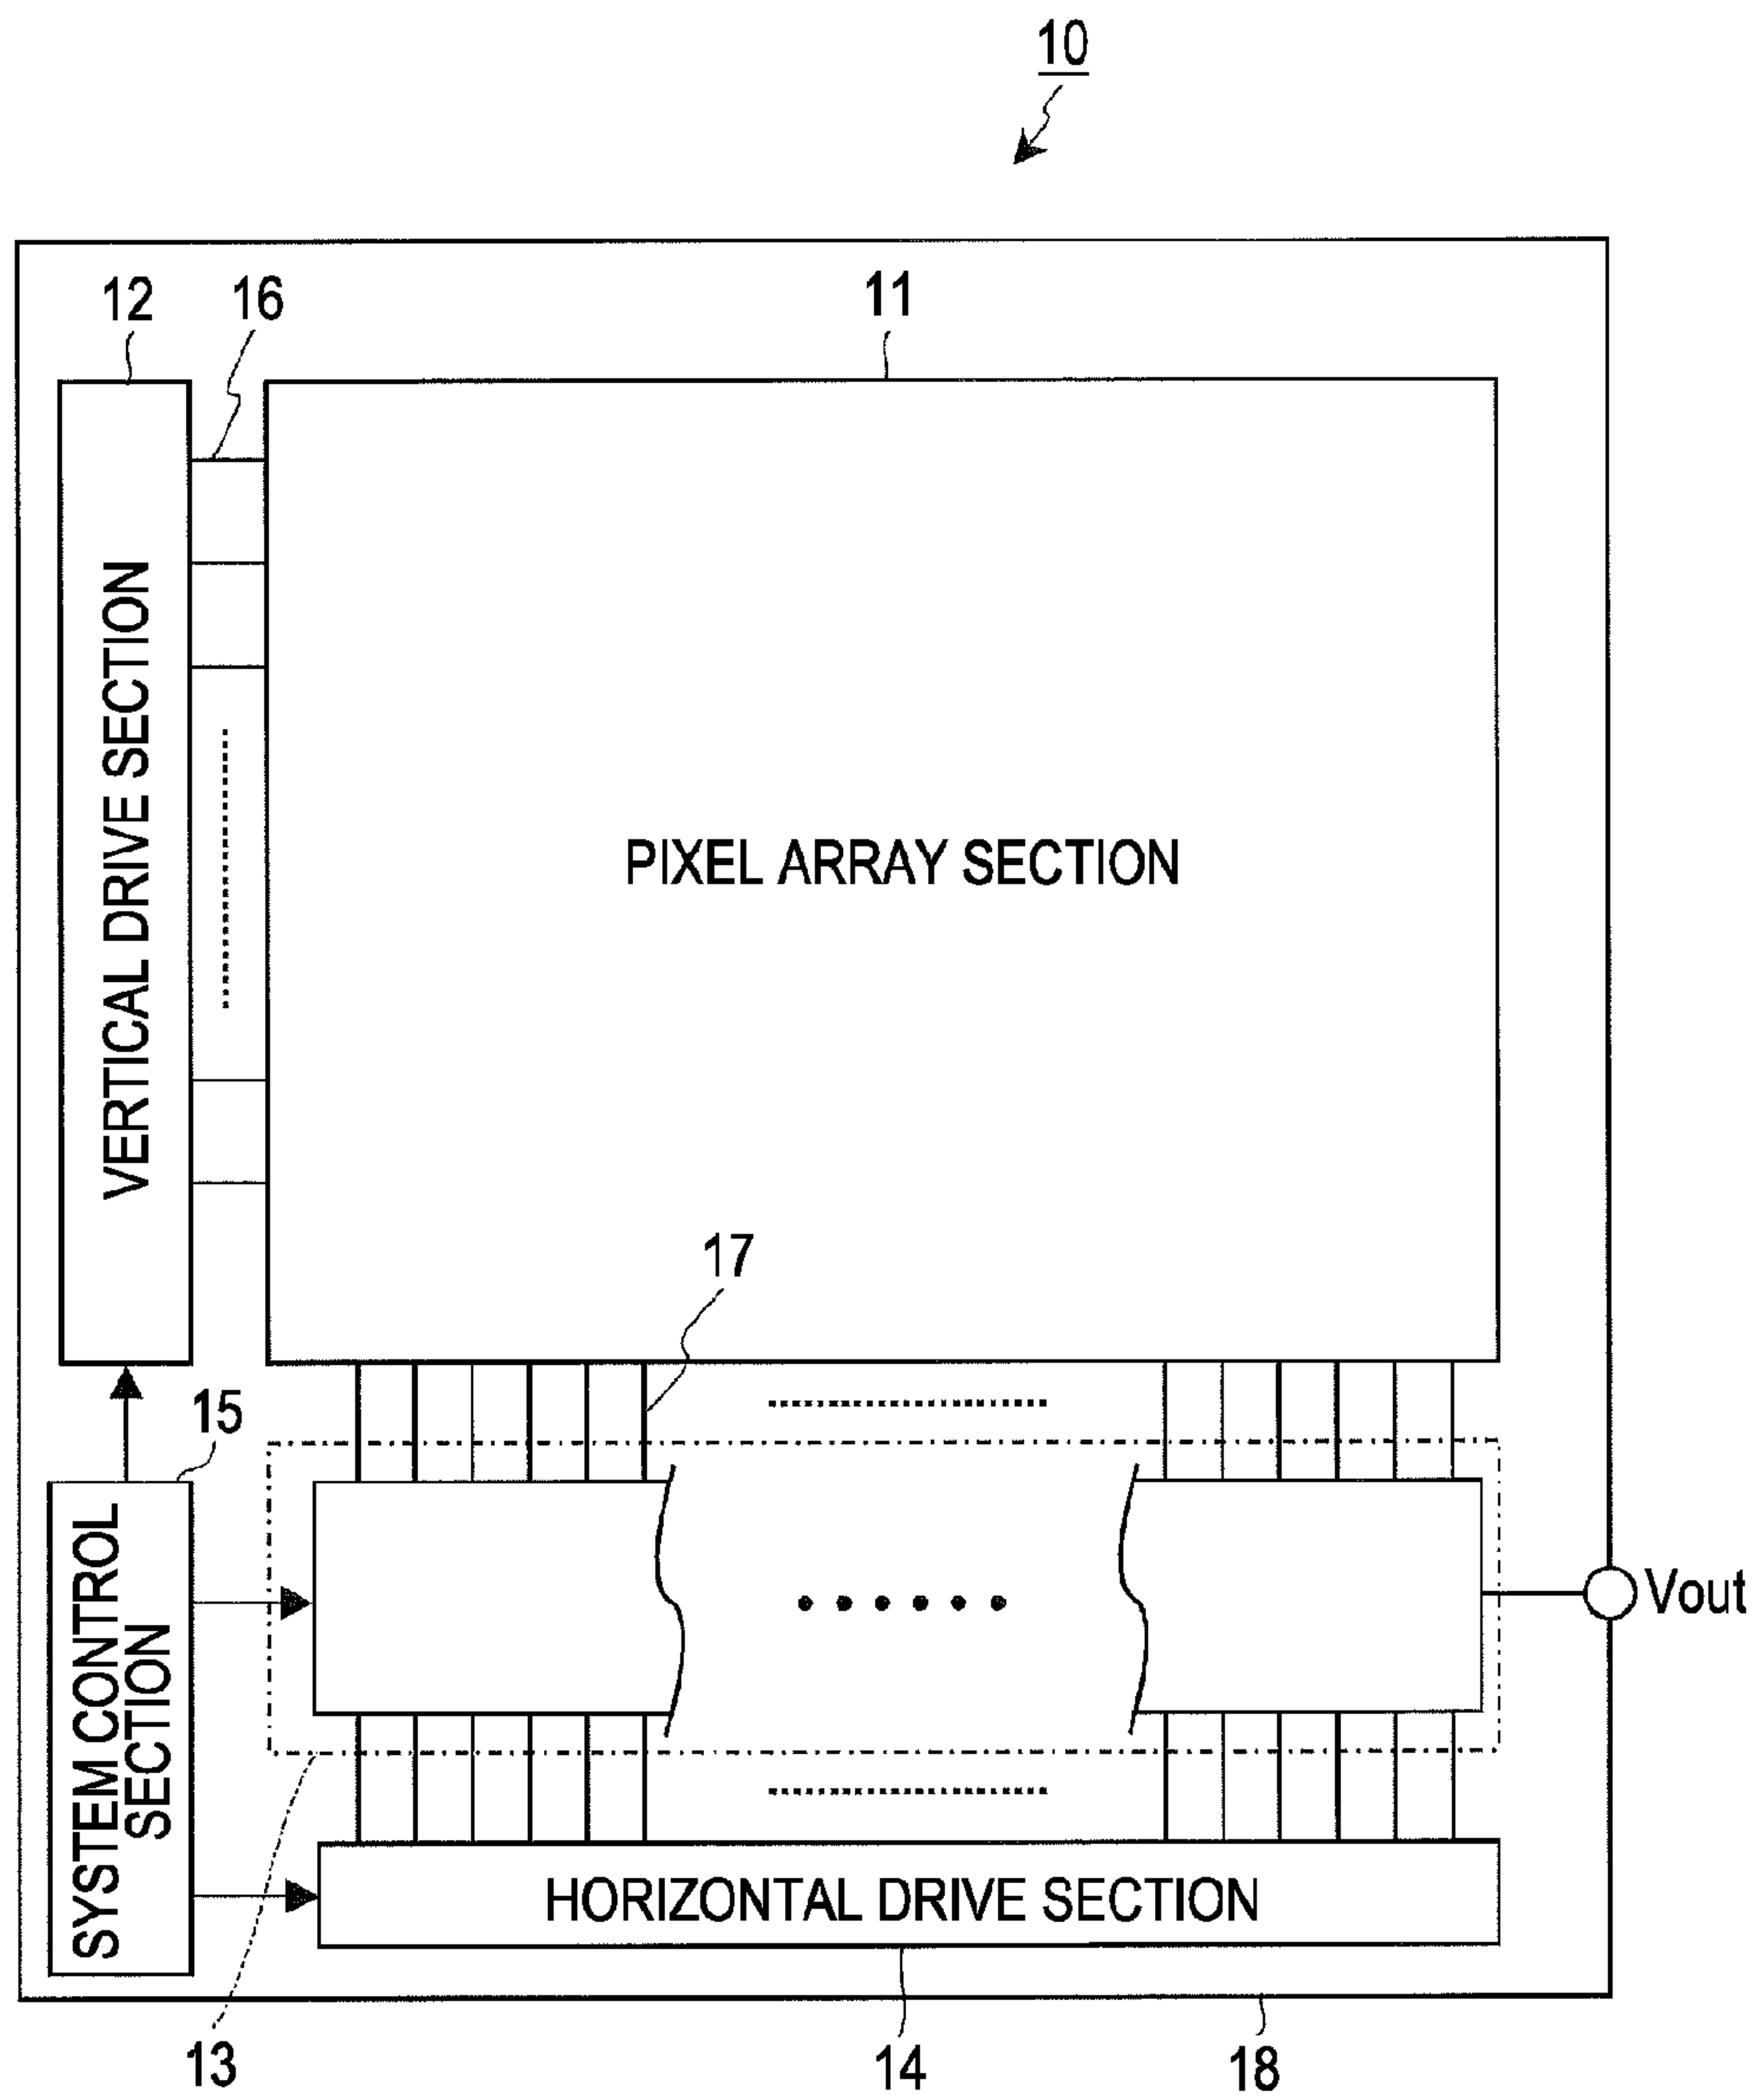 10
12
16
11
VERTICAL DRIVE SECTION
PIXEL ARRAY SECTION
17
15
SYSTEM CONTROL
SECTION
Vout
HORIZONTAL DRIVE SECTION
13
14
18